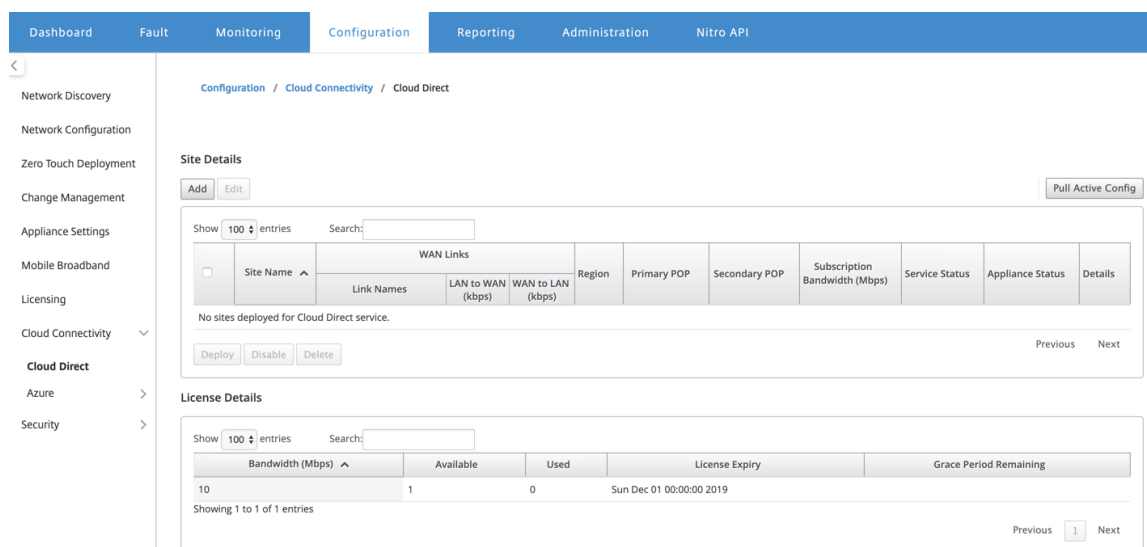 Dashboard Fault Monitoring Configuration Reporting Administration Nitro API
Network Discovery
Network Configuration
Zero Touch Deployment
Change Management
Appliance Settings
Mobile Broadband
Licensing
Cloud Connectivity
Cloud Direct
Azure
Security
Configuration / Cloud Connectivity / Cloud Direct
Site Details
Add Edit Pull Active Config
Show 100 entries Search:
Site Name WAN Links Region Primary POP Secondary POP Subscription Bandwidth (Mbps) Service Status Appliance Status Details
Link Names LAN to WAN (kbps) WAN to LAN (kbps)
No sites deployed for Cloud Direct service.
Previous Next
Deploy Disable Delete
License Details
Show 100 entries Search:
Bandwidth (Mbps) Available Used License Expiry Grace Period Remaining
10 1 0 Sun Dec 01 00:00:00 2019
Showing 1 to 1 of 1 entries
Previous 1 Next